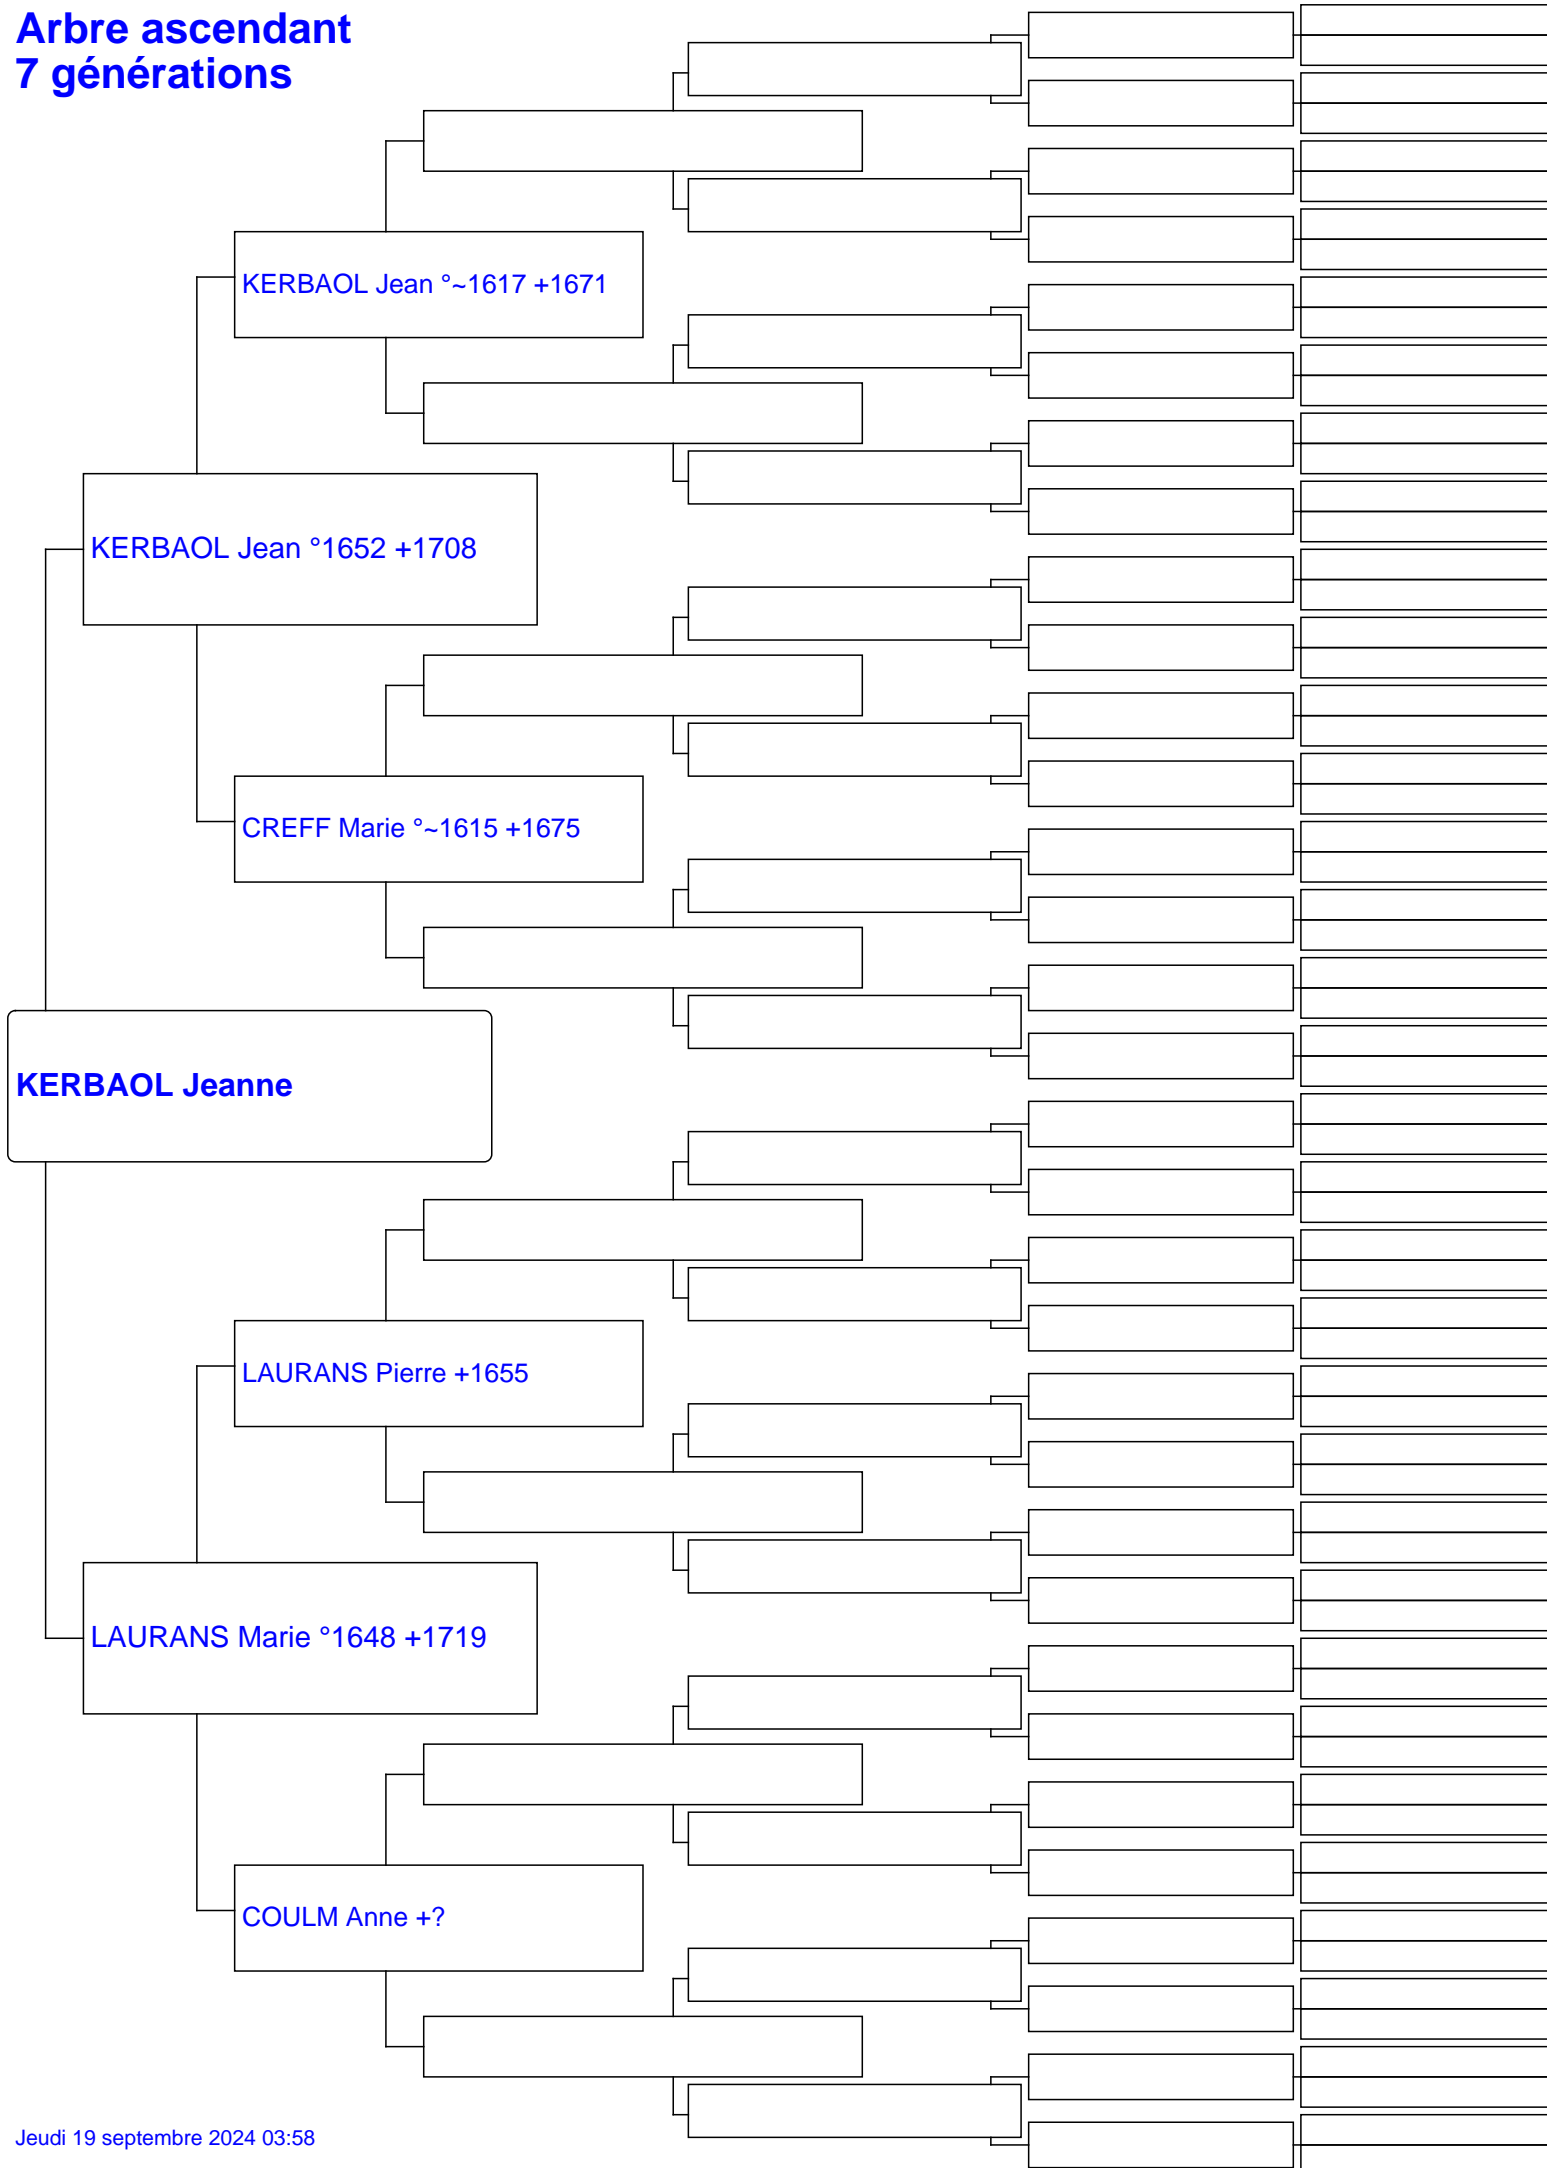 Arbre ascendant
7 générations
KERBAOL Jean °~1617 +1671
KERBAOL Jean °1652 +1708
CREFF Marie °~1615 +1675
KERBAOL Jeanne
LAURANS Pierre +1655
LAURANS Marie °1648 +1719
COULM Anne +?
Jeudi 19 septembre 2024 03:58